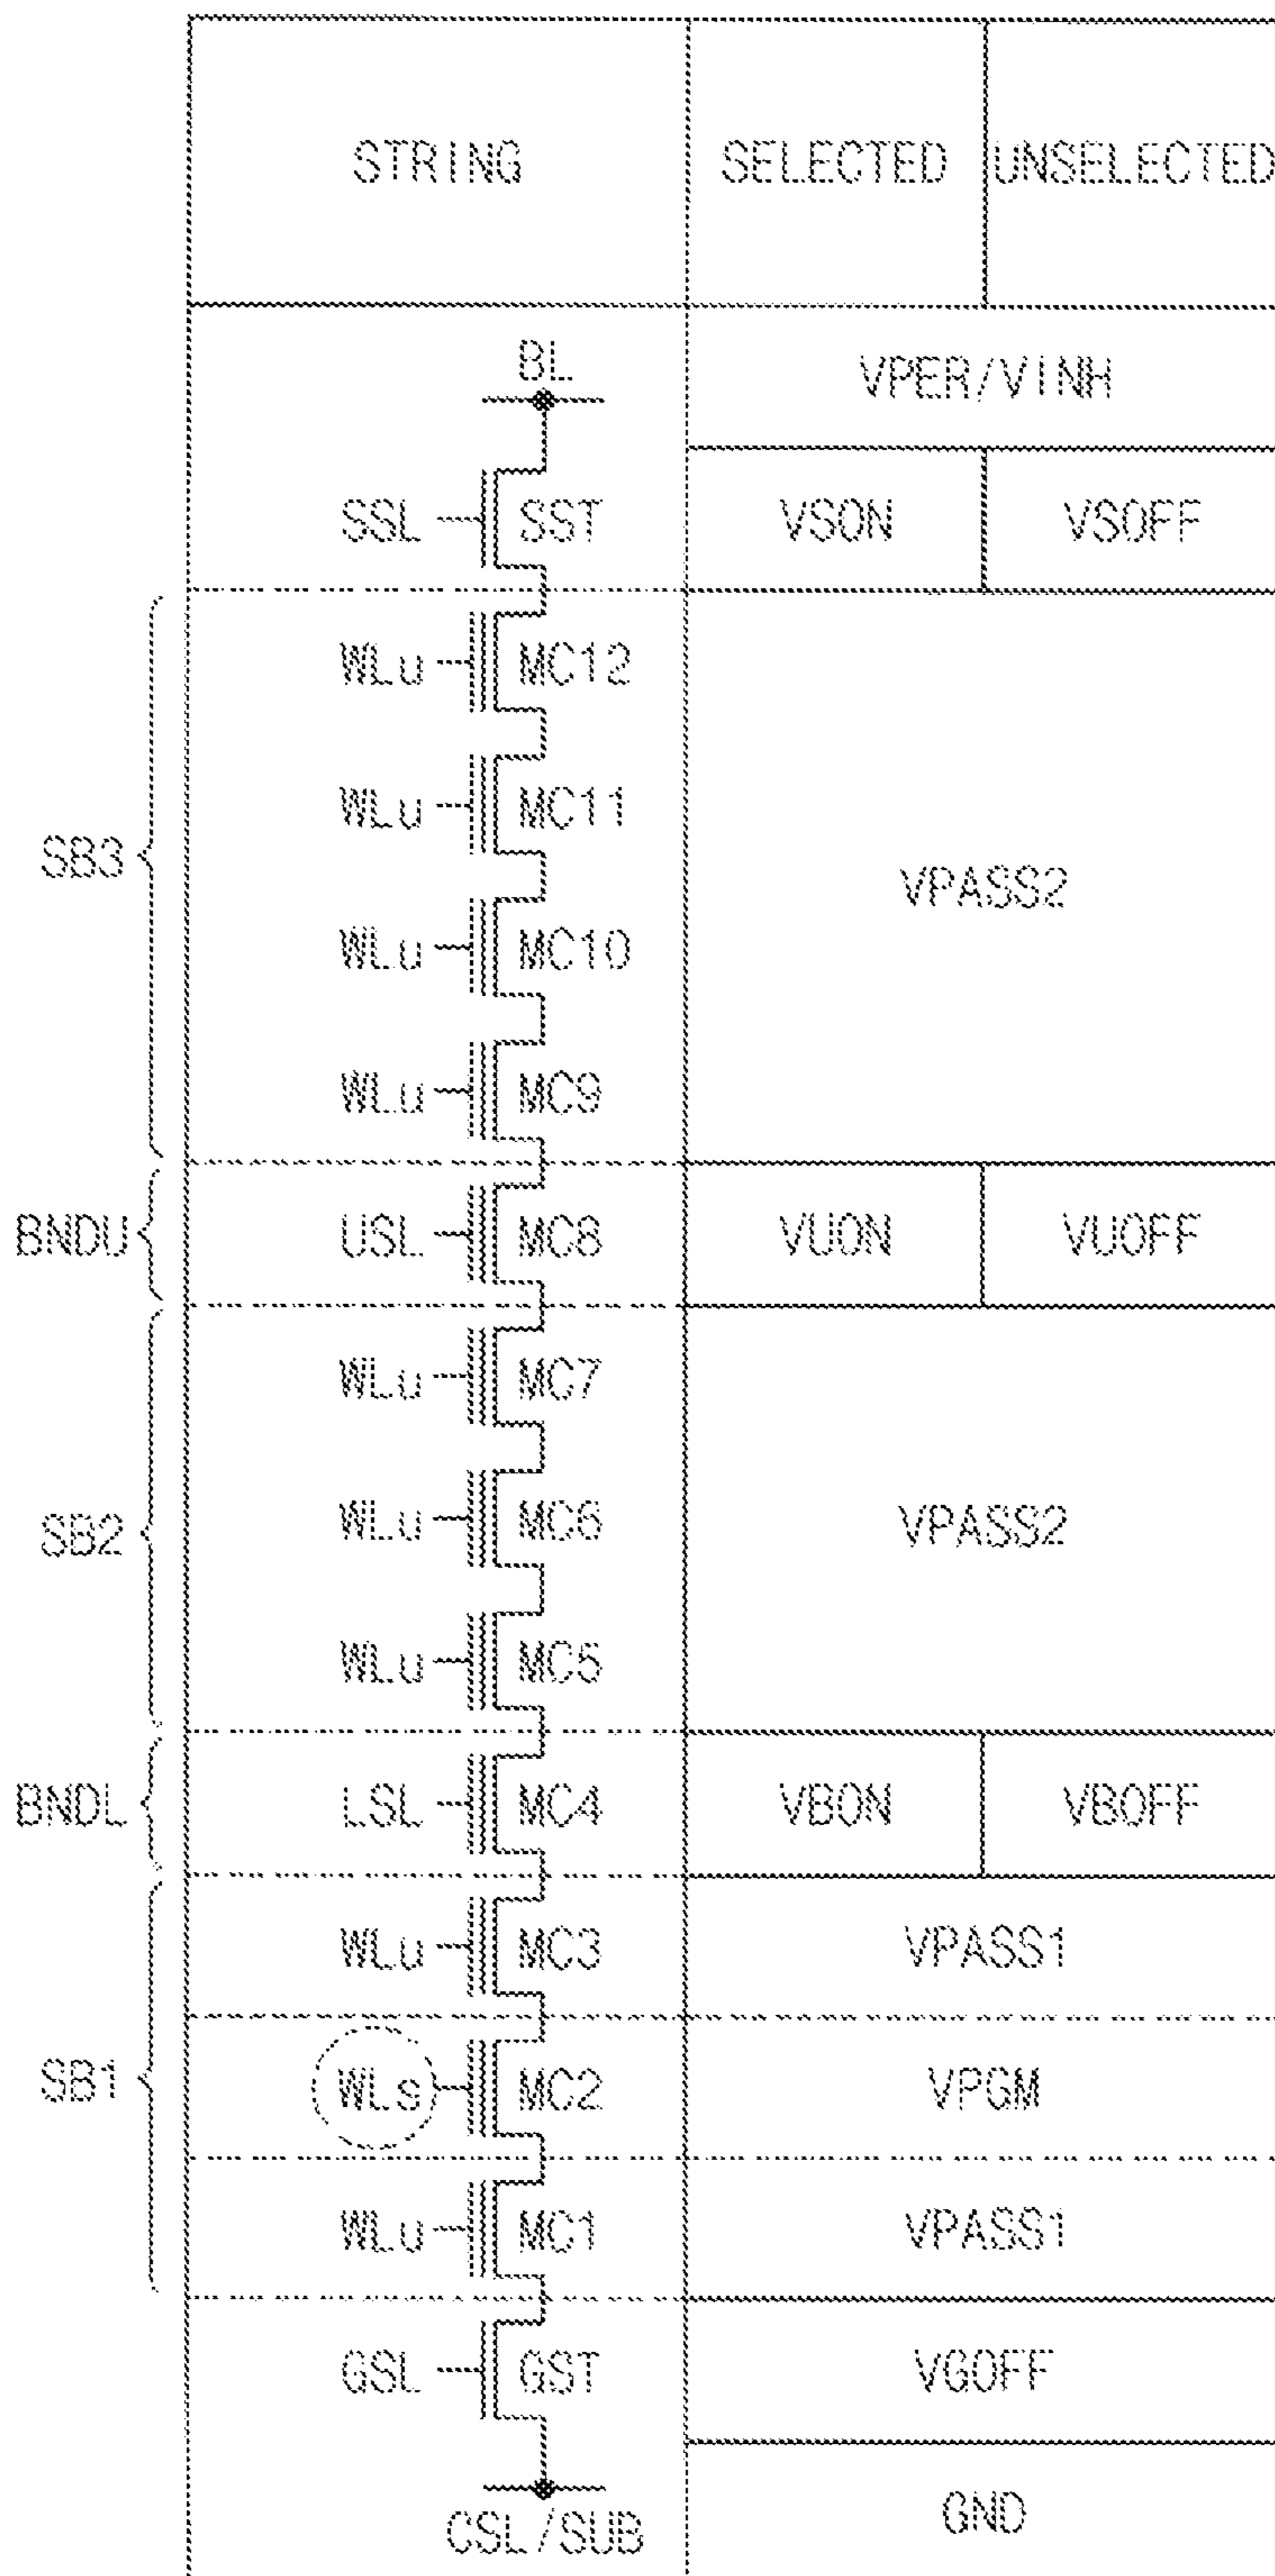 STRING SELECTED UNSELECTED
BL VPER/VINH
SSL SST VSON VSOFF
WLu MC12
WLu MC11
SB3 VPASS2
WLu MC10
WLu MC9
BNDU USL MC8 VUON VUOFF
WLu MC7
SB2 WLu MC6 VPASS2
WLu MC5
BNDL LSL MC4 VBON VBOFF
WLu MC3 VPASS1
SB1 WLs MC2 VPGM
WLu MC1 VPASS1
GSL GST VGOFF
CSL/SUB GND